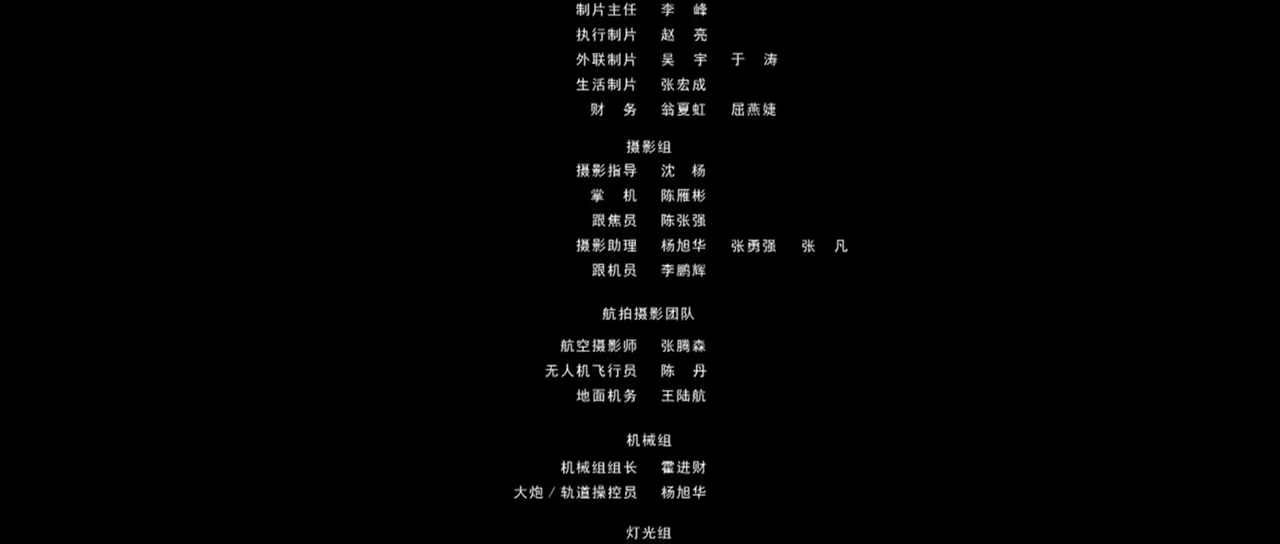 制片主任 李 峰
执行制片 赵 亮
外联制片 吴 宇 于 涛
生活制片 张宏成
财 务 翁夏虹 屈燕婕
摄影组
摄影指导 沈 杨
掌 机 陈雁彬
跟焦员 陈张强
摄影助理 杨旭华 张勇强 张 凡
跟机员 李鹏辉
航拍摄影团队
航空摄影师 张腾森
无人机飞行员 陈 丹
地面机务 王陆航
机械组
机械组组长 霍进财
大炮/轨道操控员 杨旭华
灯光组